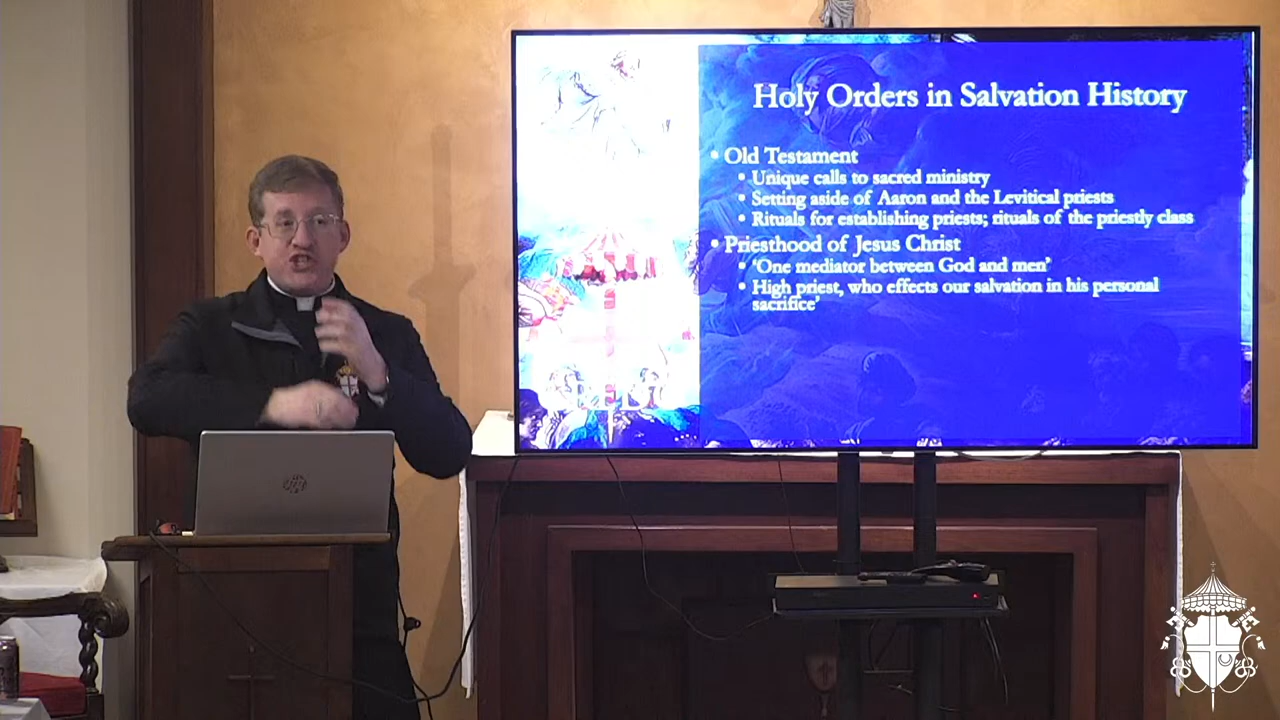 Holy Orders in Salvation History
• Old Testament
• Unique calls to sacred ministry
• Setting aside of Aaron and the Levitical priests
• Rituals for establishing priests; rituals of the priestly class
• Priesthood of Jesus Christ
• ‘One mediator between God and men’
• High priest, who effects our salvation in his personal
sacrifice’
hp